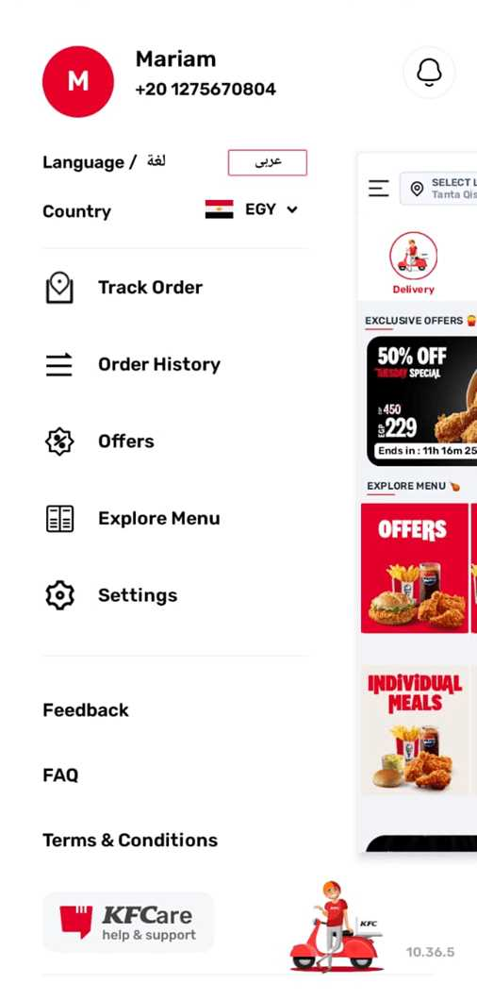 M
Mariam
+20 1275670804
Language / لغة
عربى
Country
EGY
Track Order
Order History
Offers
Explore Menu
Settings
Feedback
FAQ
Terms & Conditions
KFCare
help & support
KFC
10.36.5
SELECT L
Tanta Qis
Delivery
EXCLUSIVE OFFERS
50% OFF
TUESDAY SPECIAL
450
EGP 229
Ends in : 11h 16m 25
EXPLORE MENU
OFFERS
INDIVIDUAL
MEALS